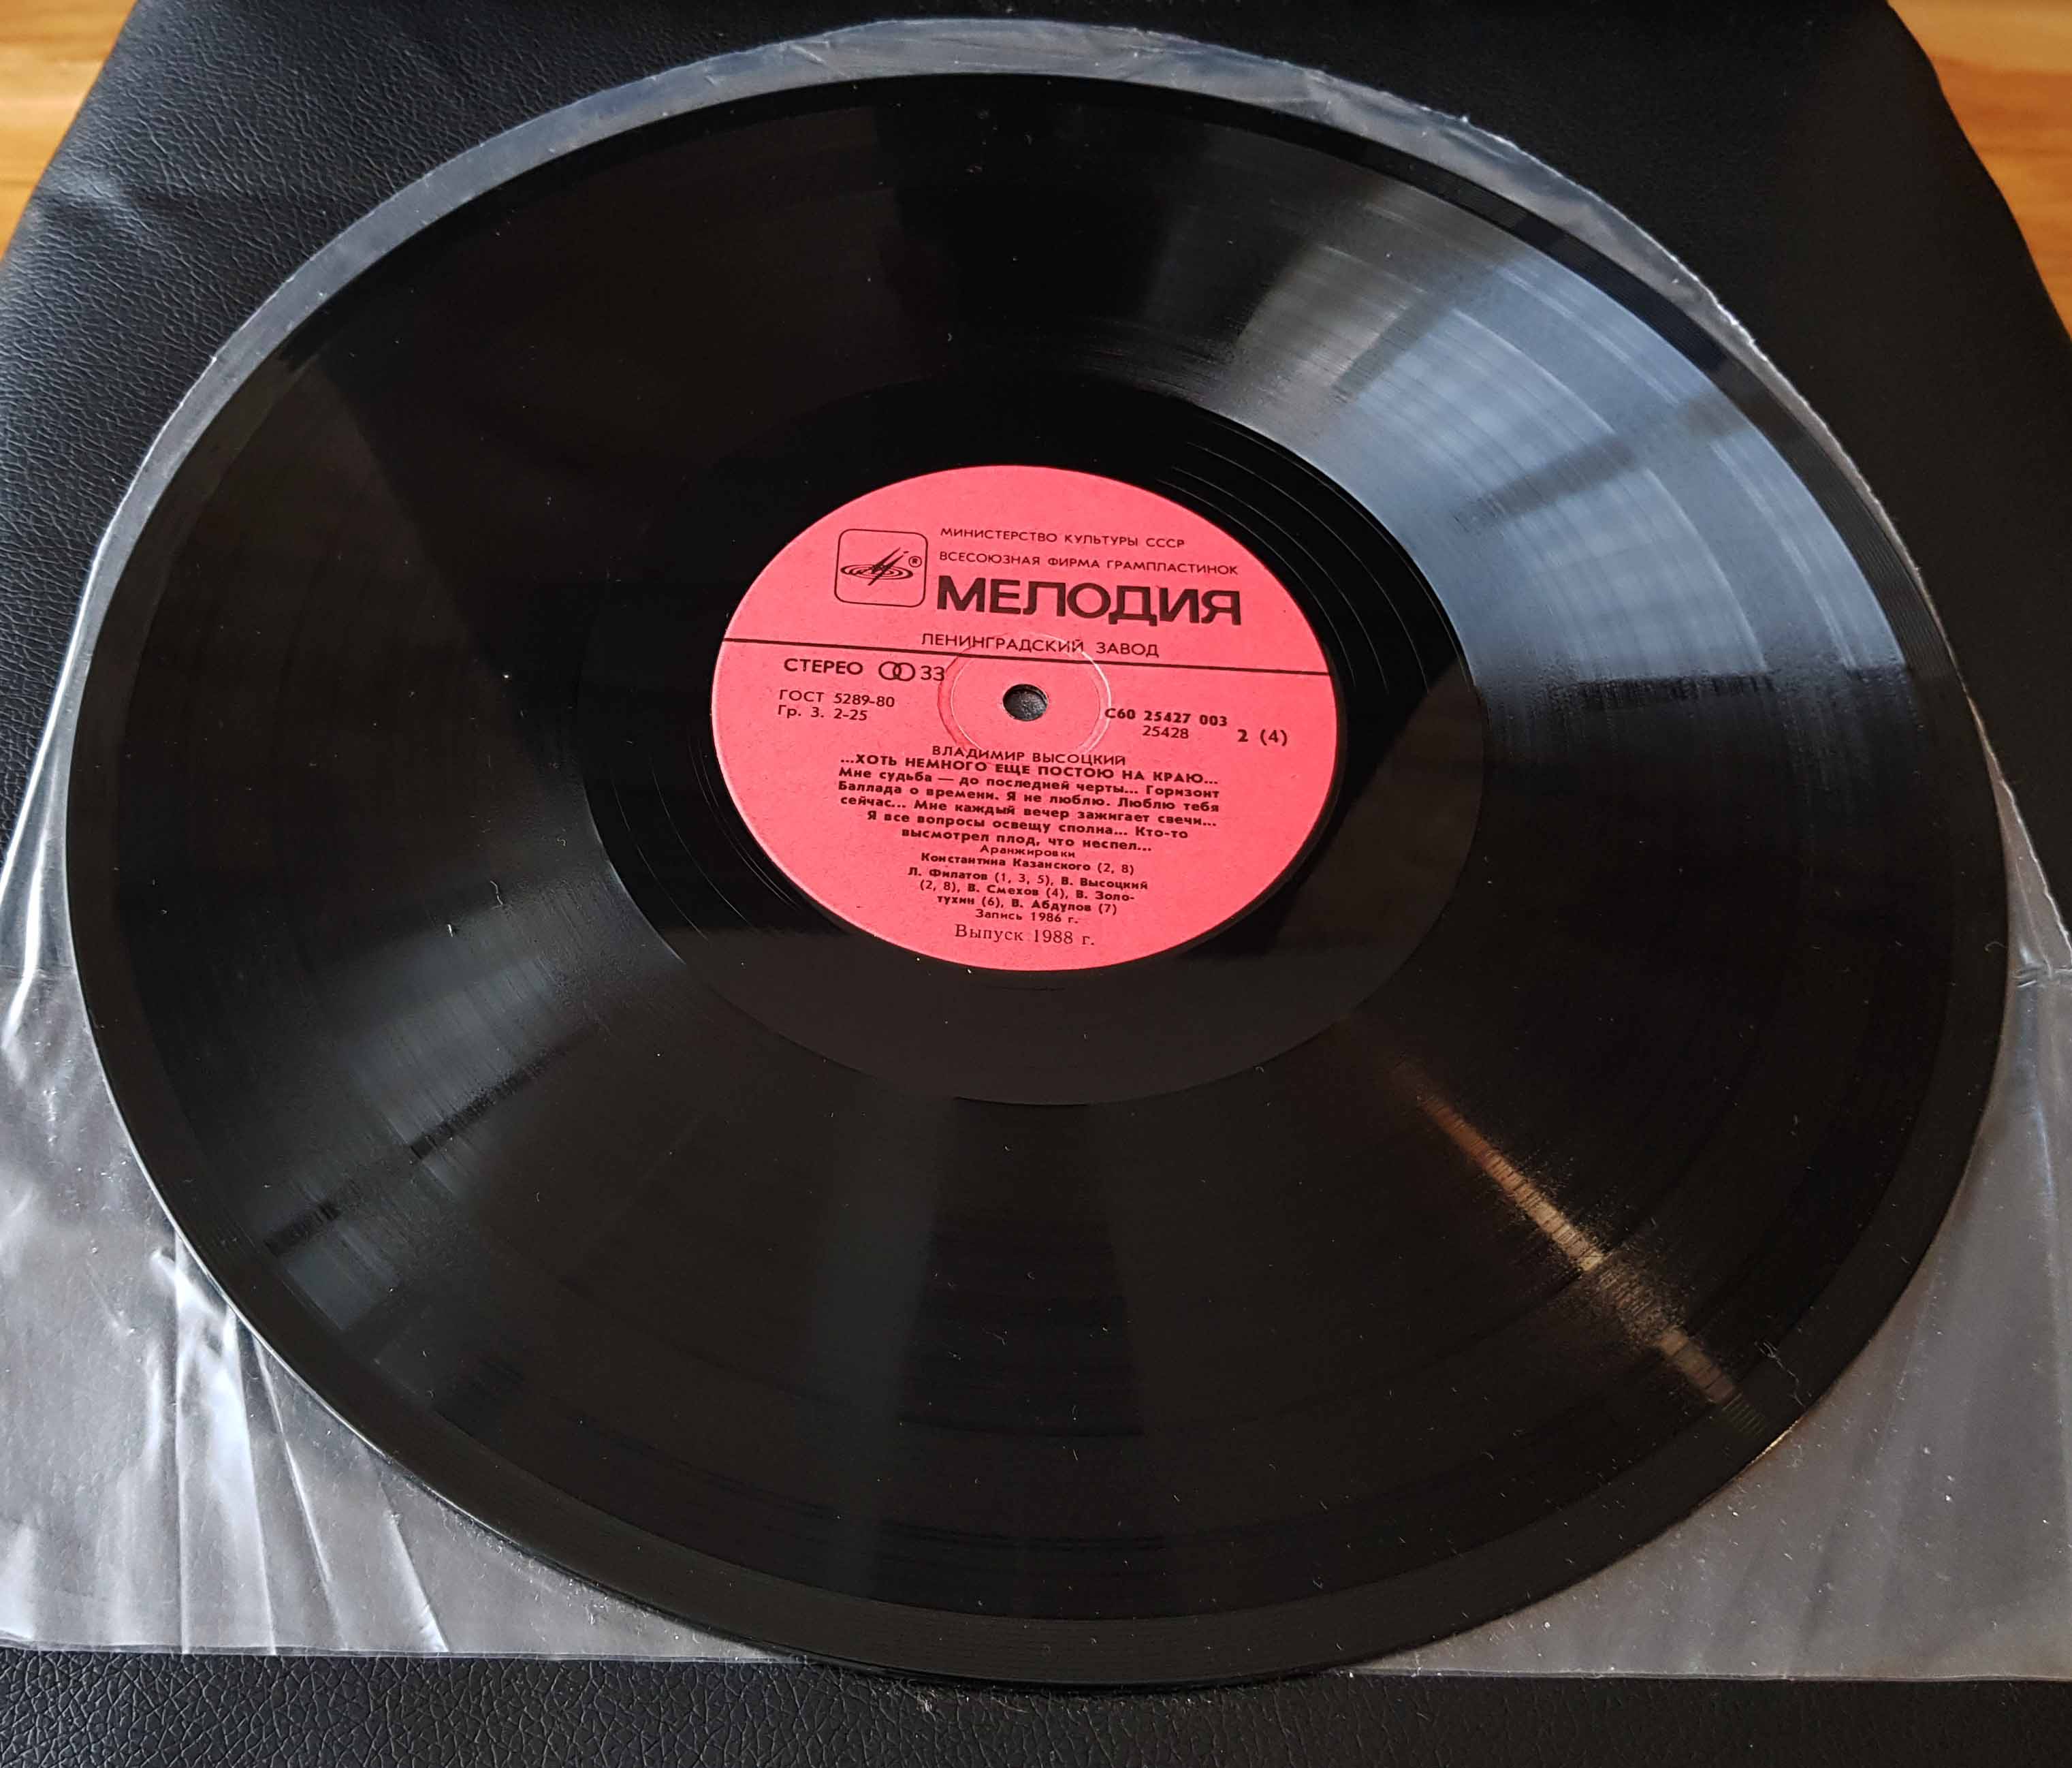 МИНИСТЕРСТВО КУЛЬТУРЫ СССР
ВСЕСОЮЗНАЯ ФИРМА ГРАМПЛАСТИНОК
®
МЕЛОДИЯ
ЛЕНИНГРАДСКИЙ ЗАВОД
СТЕРЕО 33
ГОСТ 5289-80
Гр. 3. 2-25
С60 25427 003
25428
2 (4)
ВЛАДИМИР ВЫСОЦКИЙ
...ХОТЬ НЕМНОГО ЕЩЕ ПОСТОЮ НА КРАЮ...
Мне судьба — до последней черты... Горизонт
Баллада о времени. Я не люблю. Люблю тебя
сейчас... Мне каждый вечер зажигает свечи...
Я все вопросы освещу сполна... Кто-то
высмотрел плод, что неспел...
Аранжировки
Константина Казанского (2, 8)
Л. Филатов (1, 3, 5), В. Высоцкий
(2, 8), В. Смехов (4), В. Золо-
тухин (6), В. Абдулов (7)
Запись 1986 г.
Выпуск 1988 г.